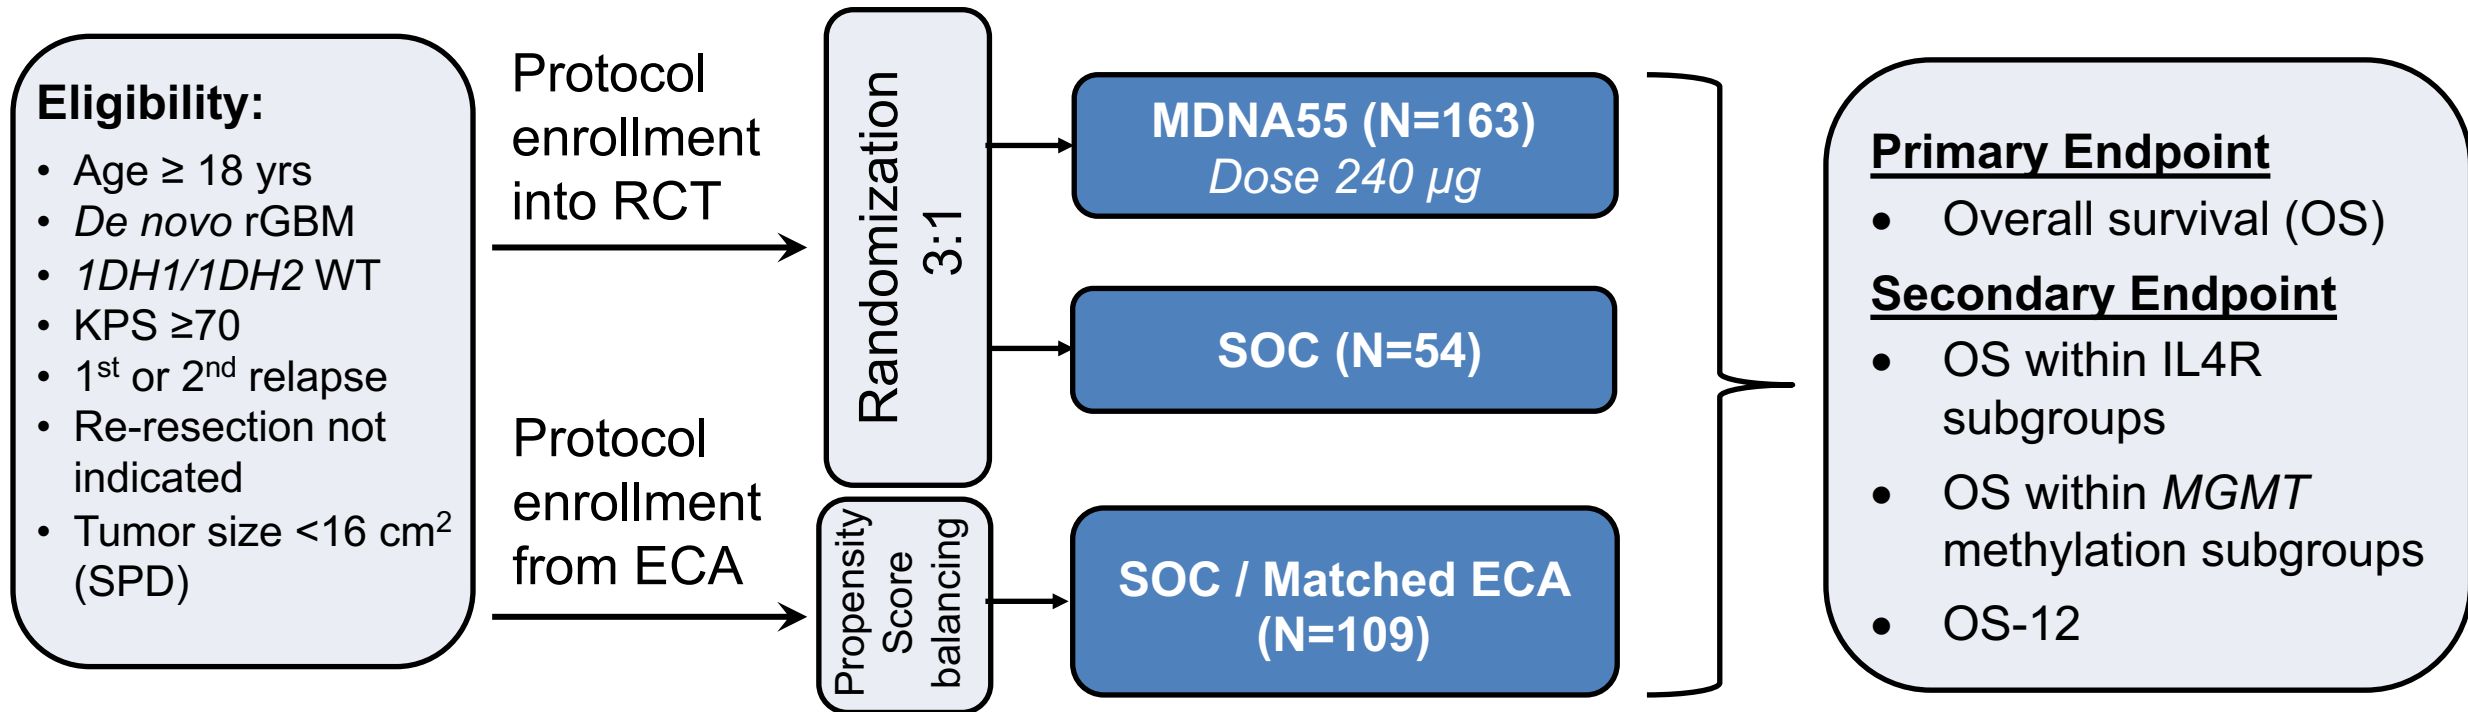 Eligibility:
• Age ≥ 18 yrs
• De novo rGBM
• 1DH1/1DH2 WT
• KPS ≥70
• 1st or 2nd relapse
• Re-resection not
indicated
• Tumor size <16 cm2
(SPD)
Protocol
enrollment
into RCT
Protocol
enrollment
from ECA
Randomization
3:1
Propensity
Score
balancing
MDNA55 (N=163)
Dose 240 µg
SOC (N=54)
SOC / Matched ECA
(N=109)
Primary Endpoint
• Overall survival (OS)
Secondary Endpoint
• OS within IL4R
subgroups
• OS within MGMT
methylation subgroups
• OS-12